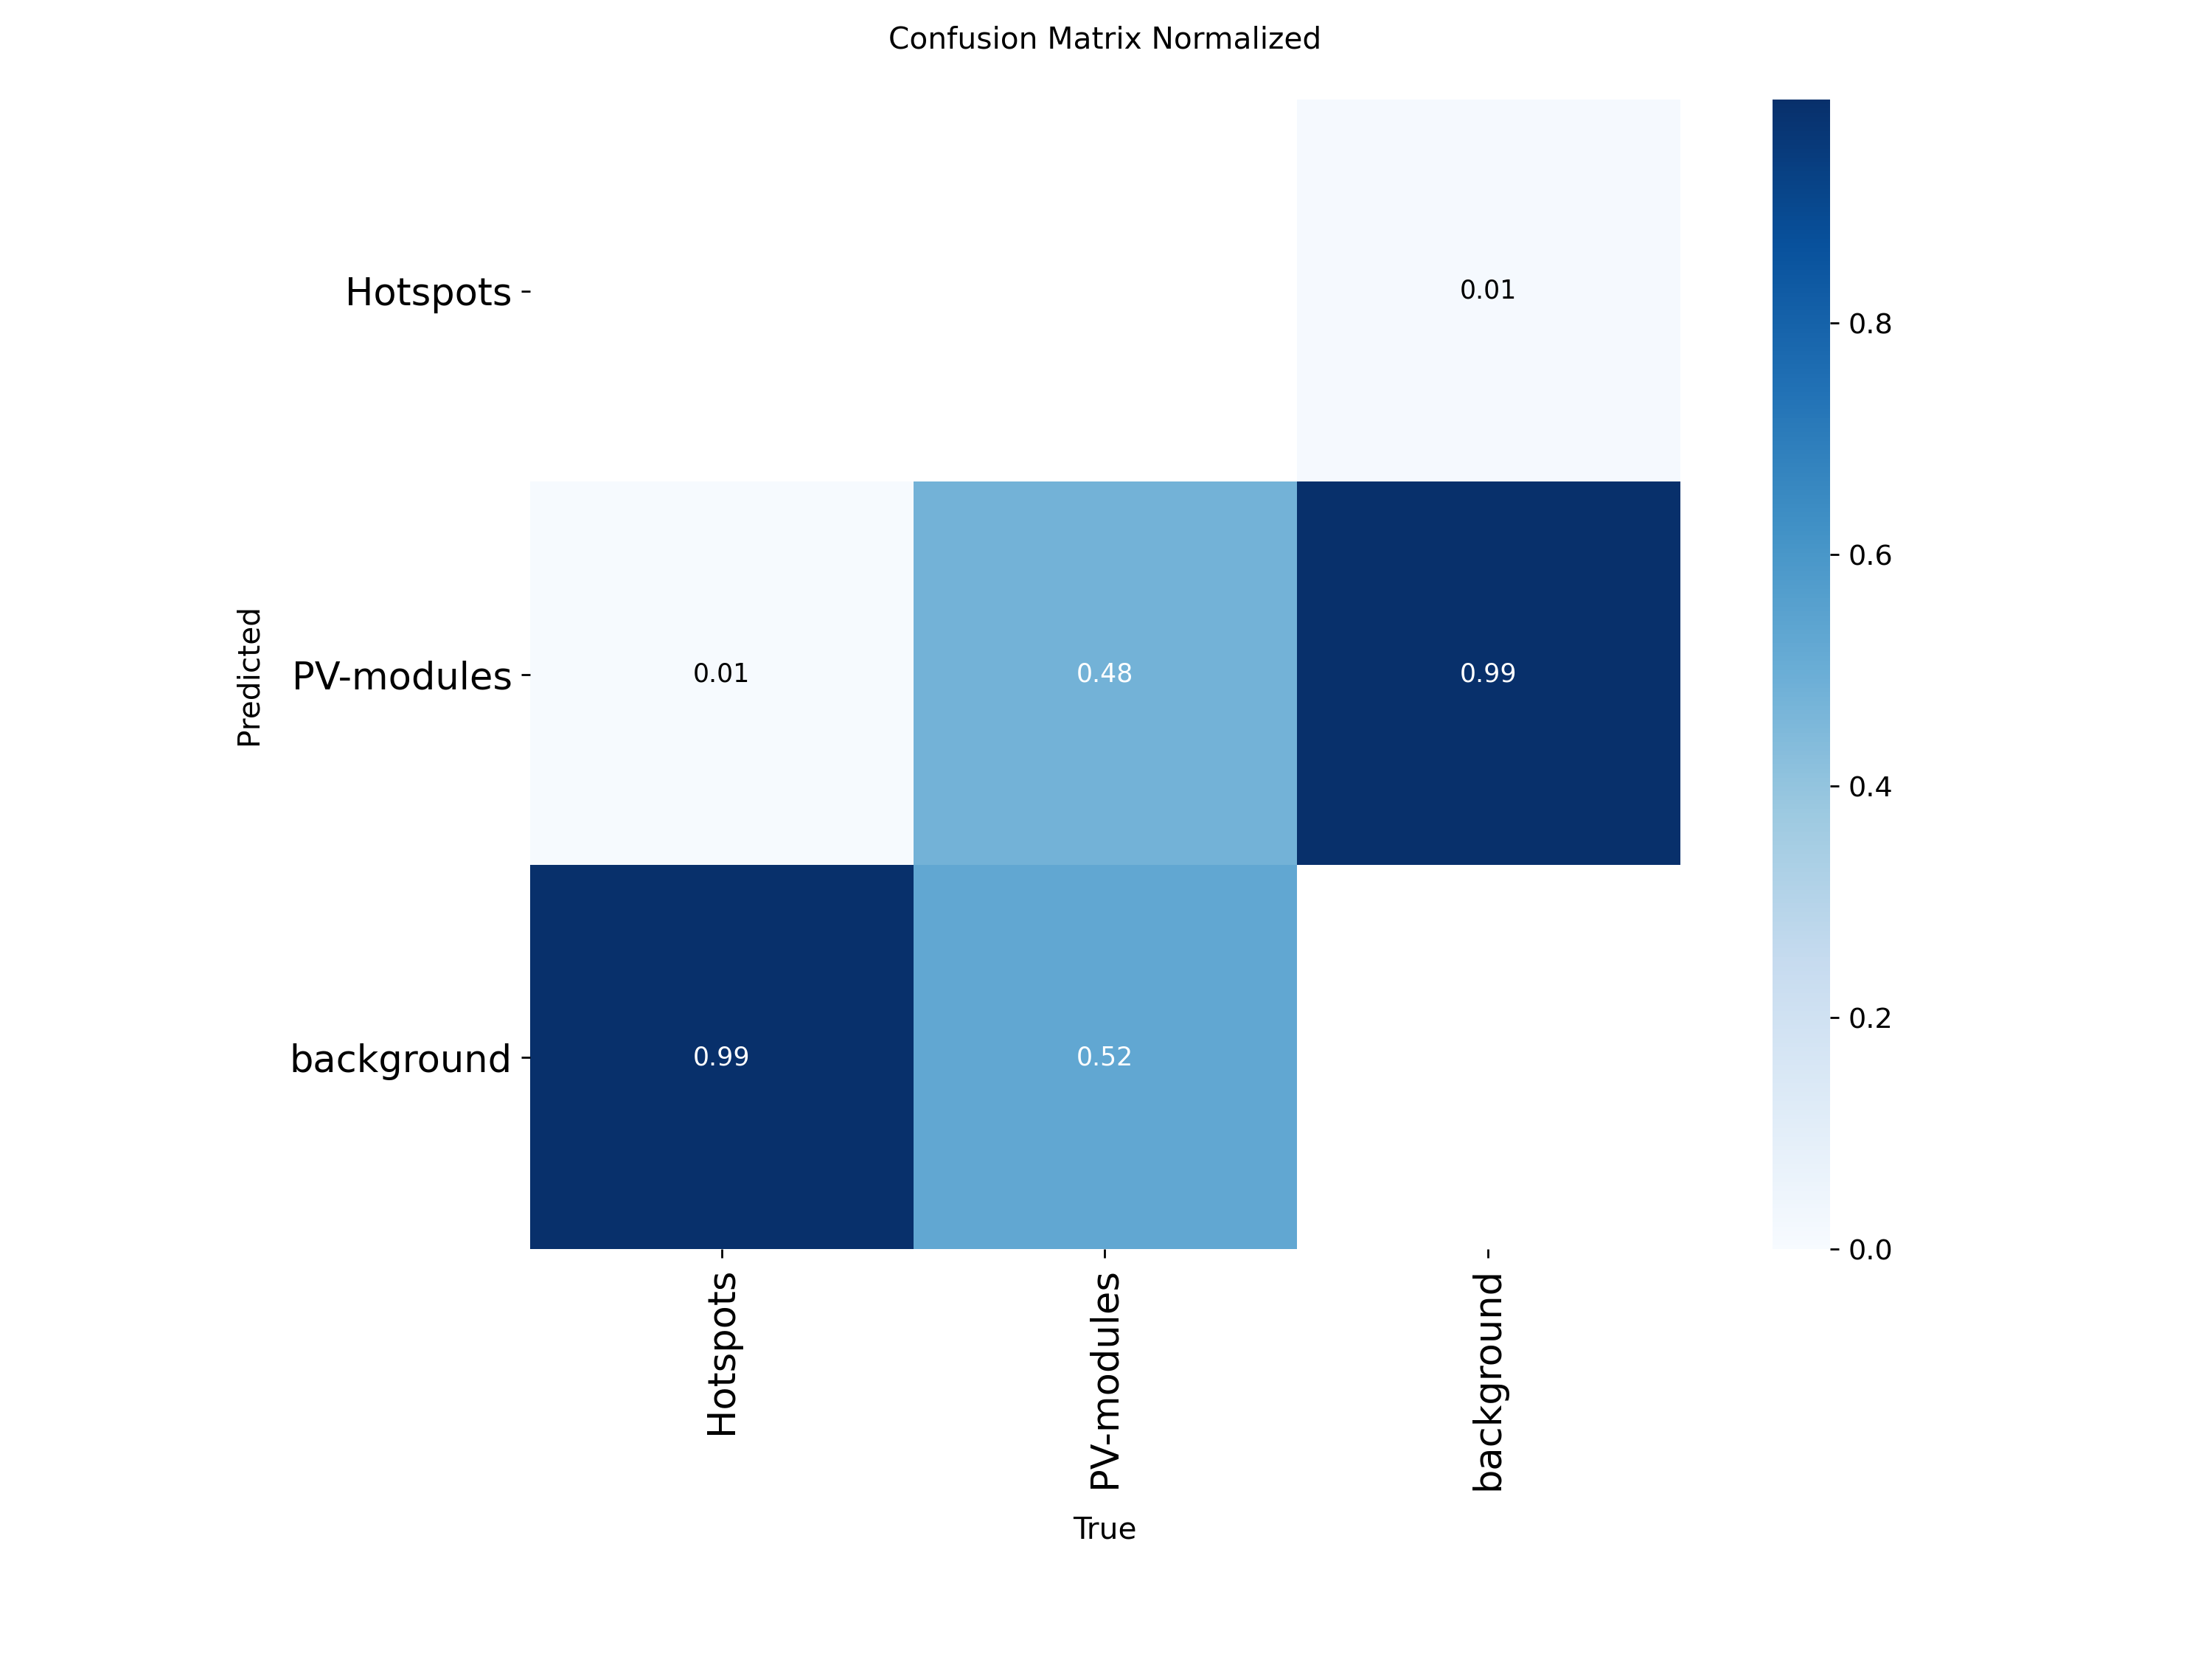 Confusion Matrix Normalized
Hotspots
0.01
0.8
0.6
Predicted
PV-modules
0.01
0.48
0.99
0.4
background
0.99
0.52
0.2
0.0
Hotspots
PV-modules
background
True